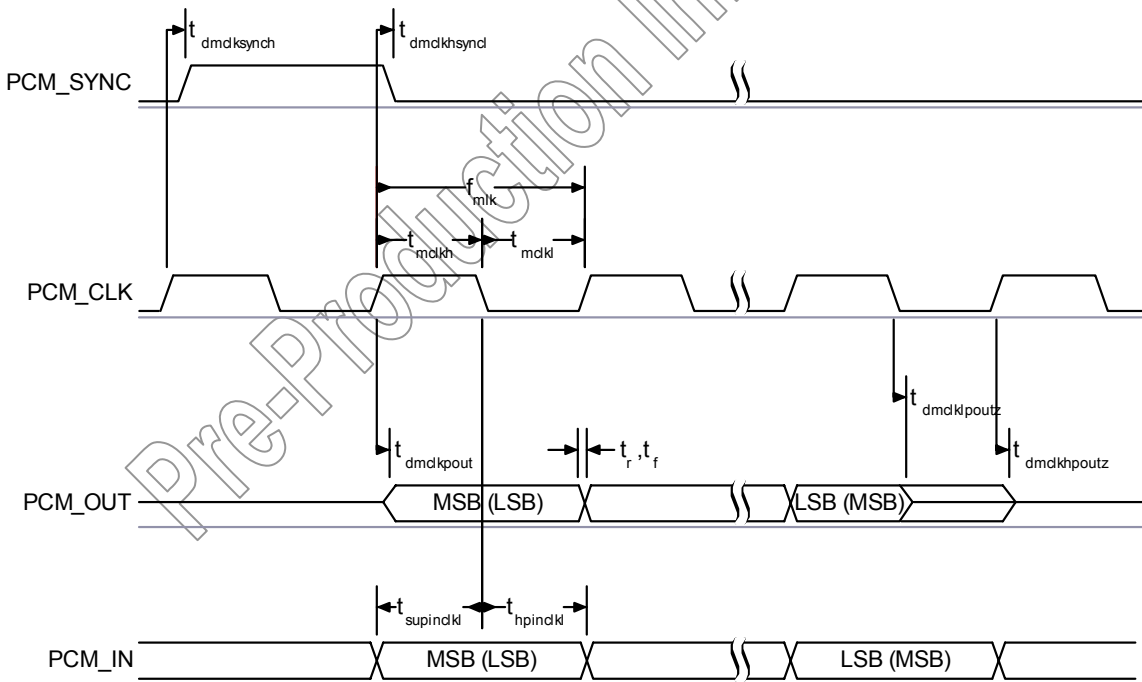 Pre-Production Inf
t dmclksynch
t dmclkhsyncl
PCM_SYNC
f mlk
t mclkh
t mclkl
PCM_CLK
t dmclklpoutz
t dmclkpout
t r ,t f
t dmclkhpoutz
PCM_OUT
MSB (LSB)
LSB (MSB)
t supinclkl
t hpinclkl
PCM_IN
MSB (LSB)
LSB (MSB)